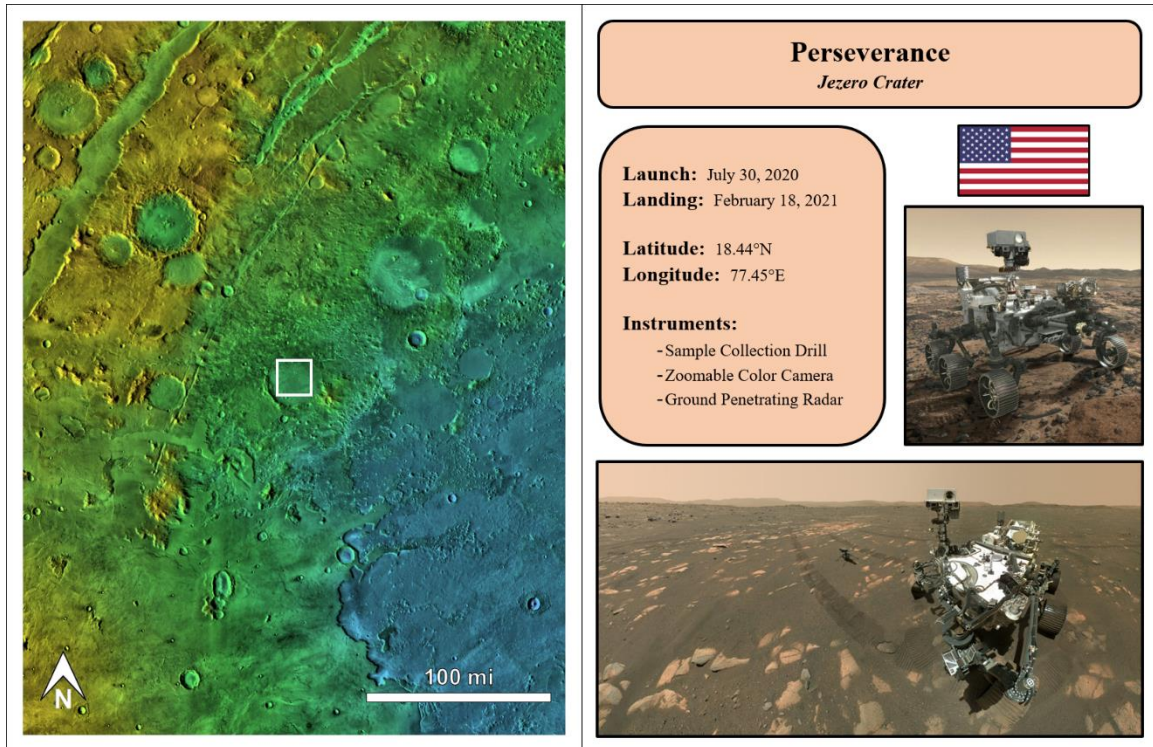 N
100 mi
Perseverance
Jezero Crater
Launch: July 30, 2020
Landing: February 18, 2021
Latitude: 18.44°N
Longitude: 77.45°E
Instruments:
-Sample Collection Drill
-Zoomable Color Camera
-Ground Penetrating Radar